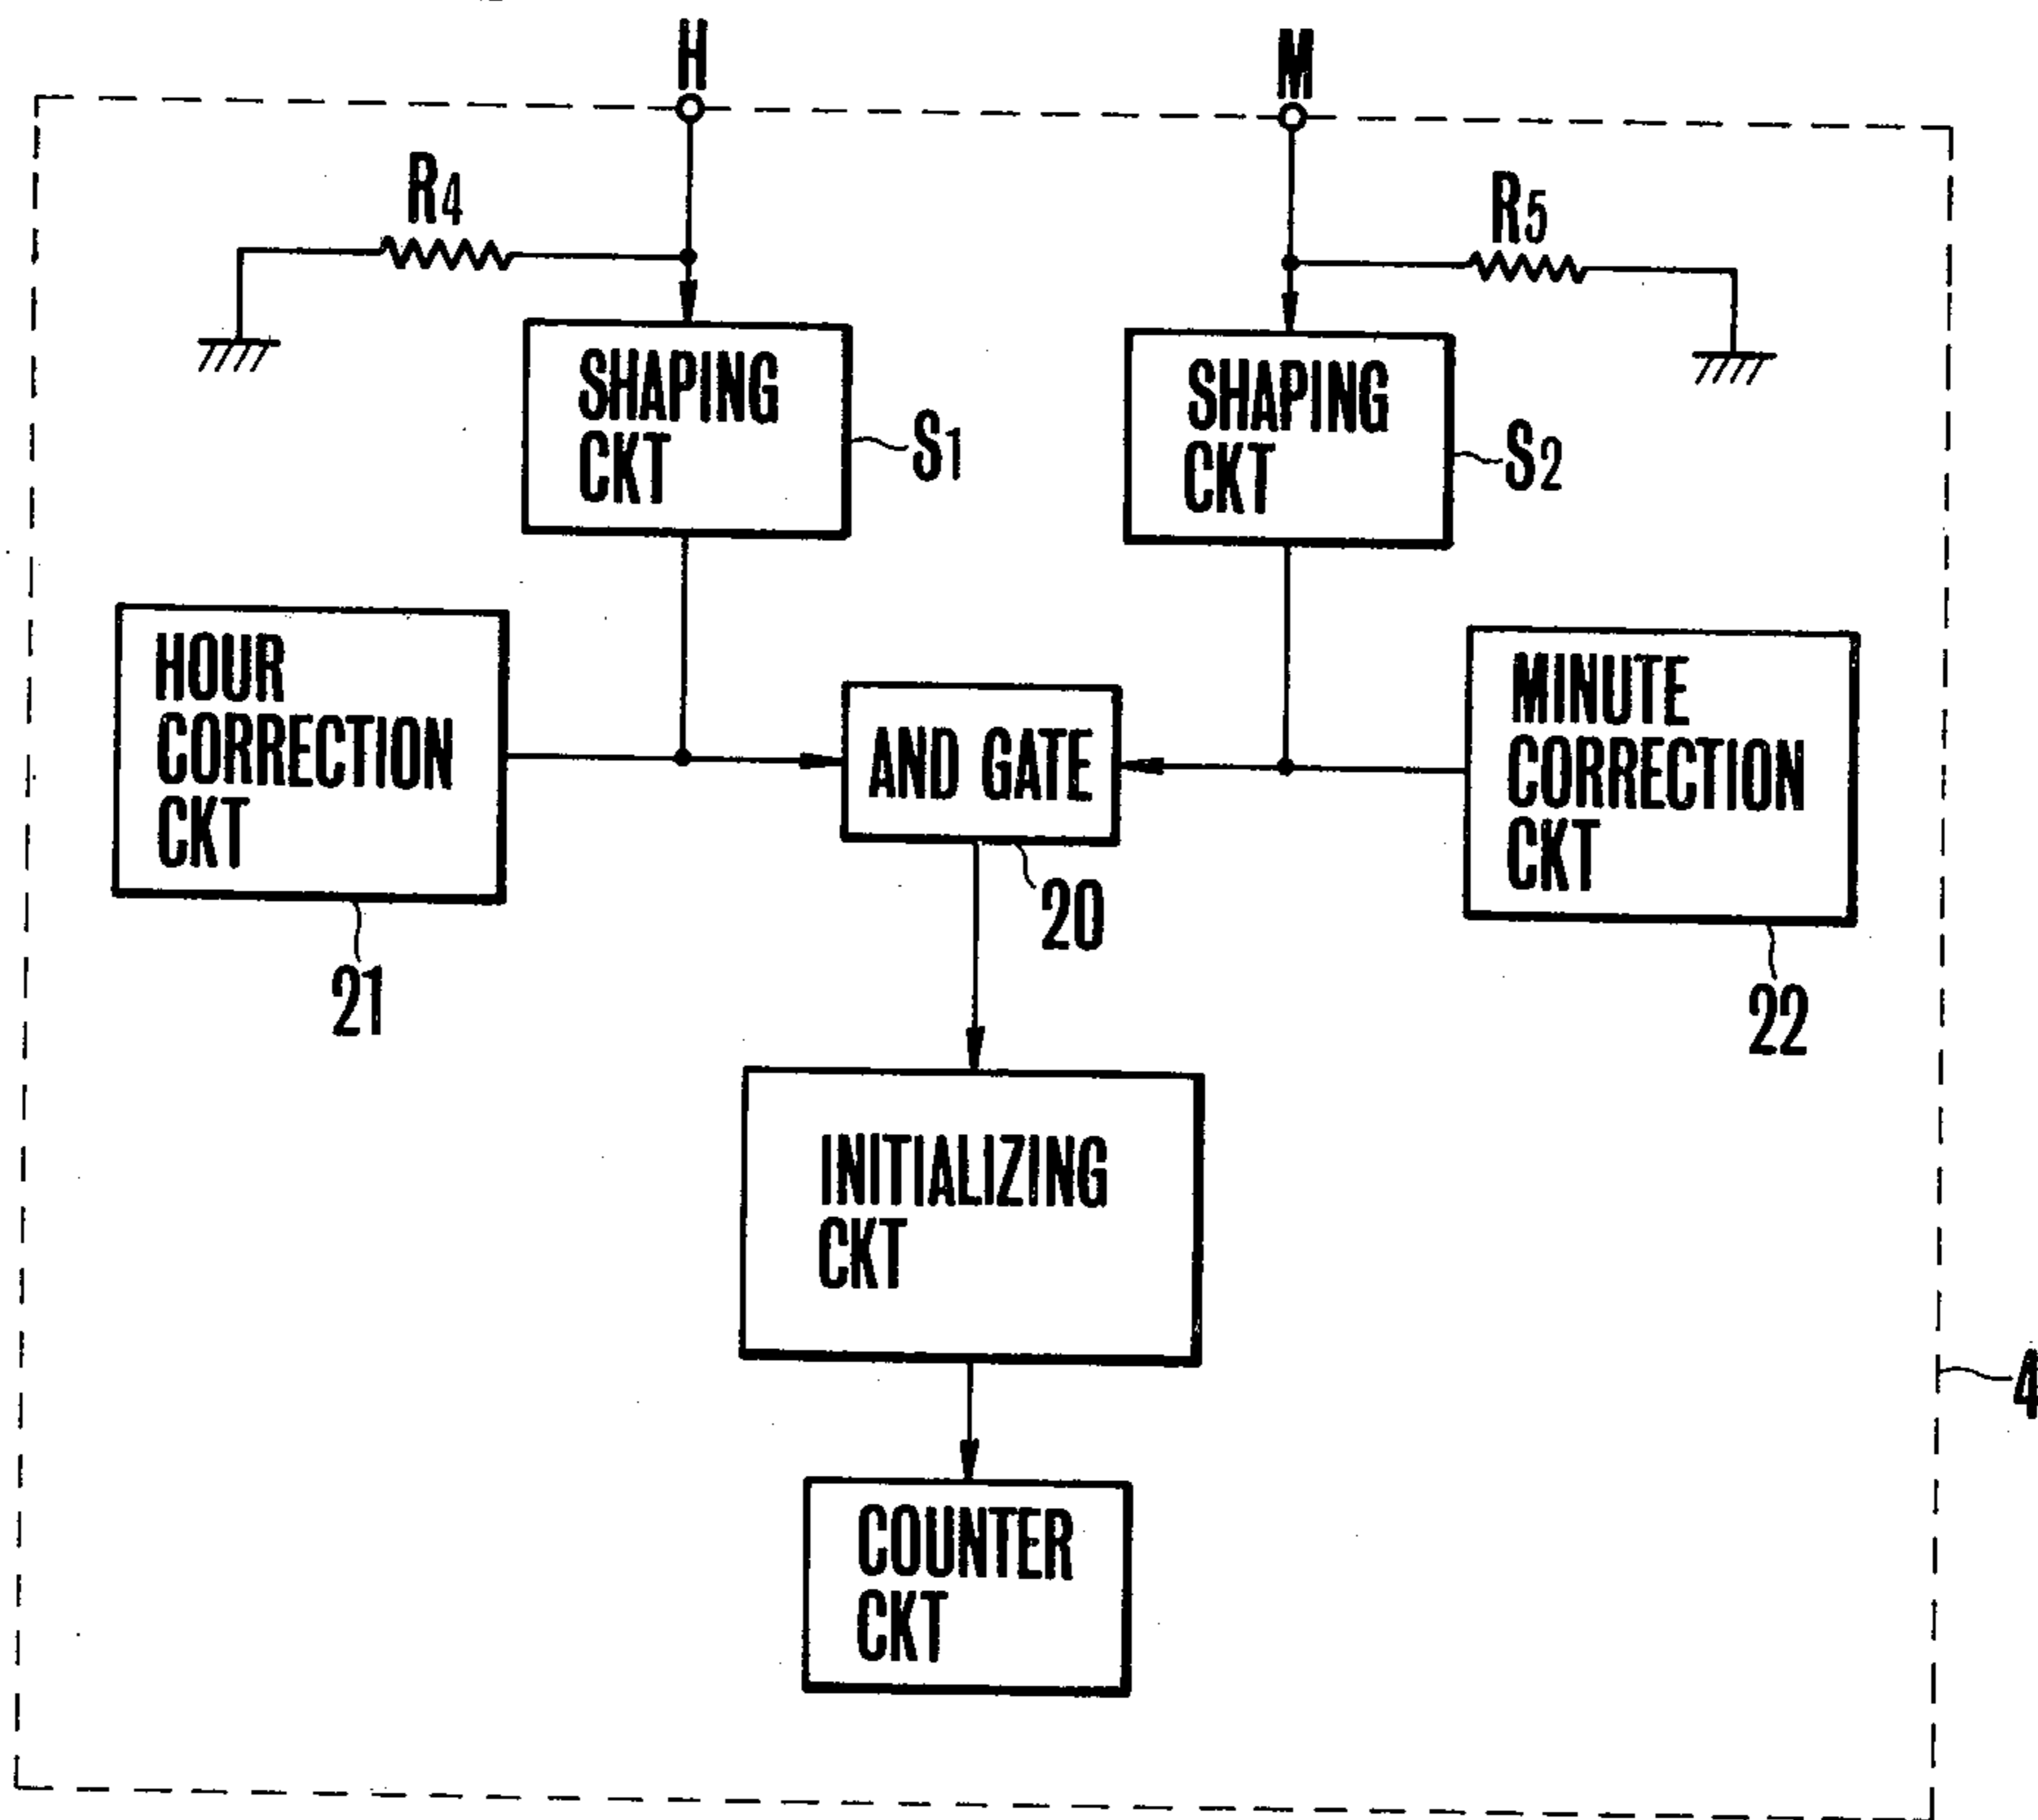 H
M
R4
R5
SHAPING
CKT
S1
SHAPING
CKT
S2
HOUR
CORRECTION
CKT
21
AND GATE
20
MINUTE
CORRECTION
CKT
22
INITIALIZING
CKT
4
COUNTER
CKT